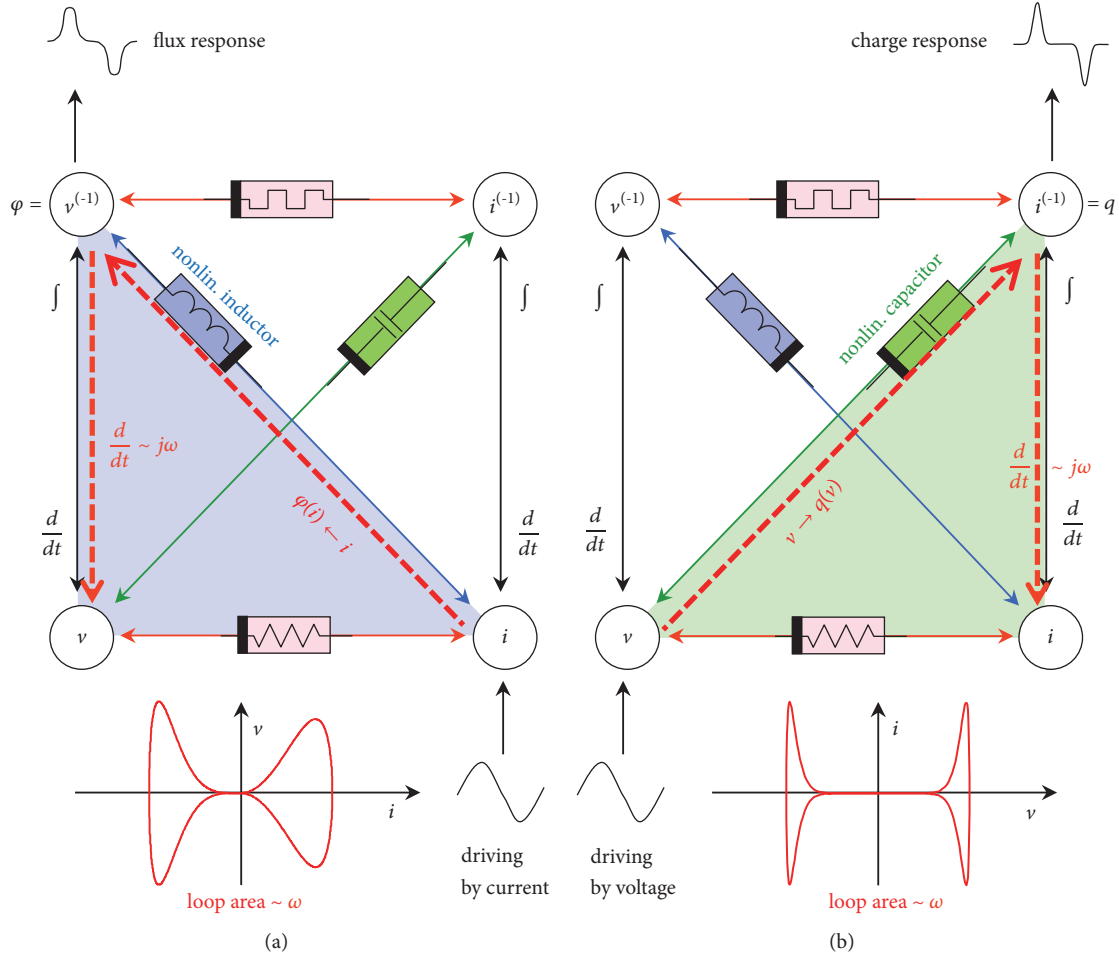 flux response
charge response
φ = v(-1)
i(-1)
v(-1)
i(-1) = q
nonlin. inductor
nonlin. capacitor
∫
∫
∫
∫
d/dt ~ jω
φ(i) ← i
v → q(v)
d/dt ~ jω
d/dt
d/dt
d/dt
d/dt
v
i
v
i
v
i
i
v
driving
by current
driving
by voltage
loop area ~ ω
loop area ~ ω
(a)
(b)